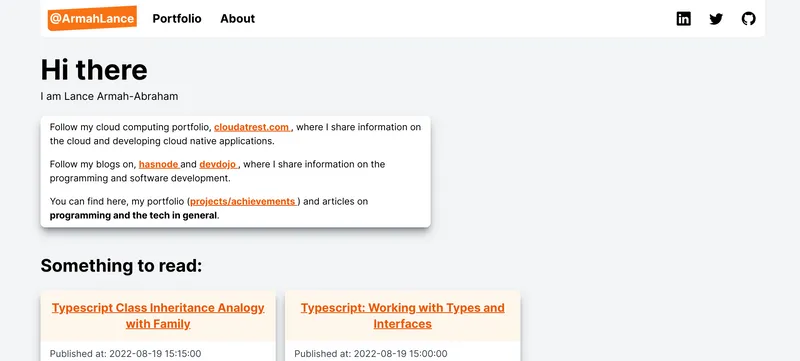 @ArmahLance Portfolio About
Hi there
I am Lance Armah-Abraham
Follow my cloud computing portfolio, cloudatrest.com , where I share information on
the cloud and developing cloud native applications.
Follow my blogs on, hasnode and devdojo , where I share information on the
programming and software development.
You can find here, my portfolio (projects/achievements ) and articles on
programming and the tech in general.
Something to read:
Typescript Class Inheritance Analogy
with Family
Published at: 2022-08-19 15:15:00
Typescript: Working with Types and
Interfaces
Published at: 2022-08-19 15:00:00